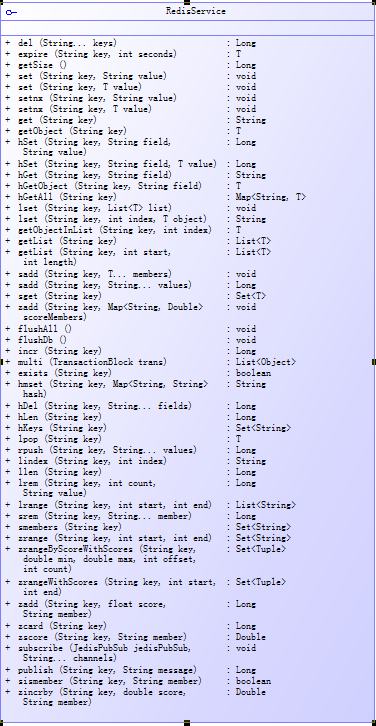 RedisService
+ del (String... keys) : Long
+ expire (String key, int seconds) : T
+ getSize () : Long
+ set (String key, String value) : void
+ set (String key, T value) : void
+ setnx (String key, String value) : void
+ setnx (String key, T value) : void
+ get (String key) : String
+ getObject (String key) : T
+ hSet (String key, String field, : Long
String value)
+ hSet (String key, String field, T value) : Long
+ hGet (String key, String field) : String
+ hGetObject (String key, String field) : T
+ hGetAll (String key) : Map<String, T>
+ lset (String key, List<T> list) : void
+ lset (String key, int index, T object) : String
+ getObjectInList (String key, int index) : T
+ getList (String key) : List<T>
+ getList (String key, int start, : List<T>
int length)
+ sadd (String key, T... members) : void
+ sadd (String key, String... values) : Long
+ sget (String key) : Set<T>
+ zadd (String key, Map<String, Double> : void
scoreMembers)
+ flushAll () : void
+ flushDb () : void
+ incr (String key) : Long
+ multi (TransactionBlock trans) : List<Object>
+ exists (String key) : boolean
+ hmset (String key, Map<String, String> : String
hash)
+ hDel (String key, String... fields) : Long
+ hLen (String key) : Long
+ hKeys (String key) : Set<String>
+ lpop (String key) : T
+ rpush (String key, String... values) : Long
+ lindex (String key, int index) : String
+ llen (String key) : Long
+ lrem (String key, int count, : Long
String value)
+ lrange (String key, int start, int end) : List<String>
+ srem (String key, String... member) : Long
+ smembers (String key) : Set<String>
+ zrange (String key, int start, int end) : Set<String>
+ zrangeByScoreWithScores (String key, : Set<Tuple>
double min, double max, int offset,
int count)
+ zrangeWithScores (String key, int start, : Set<Tuple>
int end)
+ zadd (String key, float score, : Long
String member)
+ zcard (String key) : Long
+ zscore (String key, String member) : Double
+ subscribe (JedisPubSub jedisPubSub, : void
String... channels)
+ publish (String key, String message) : Long
+ sismember (String key, String member) : boolean
+ zincrby (String key, double score, : Double
String member)